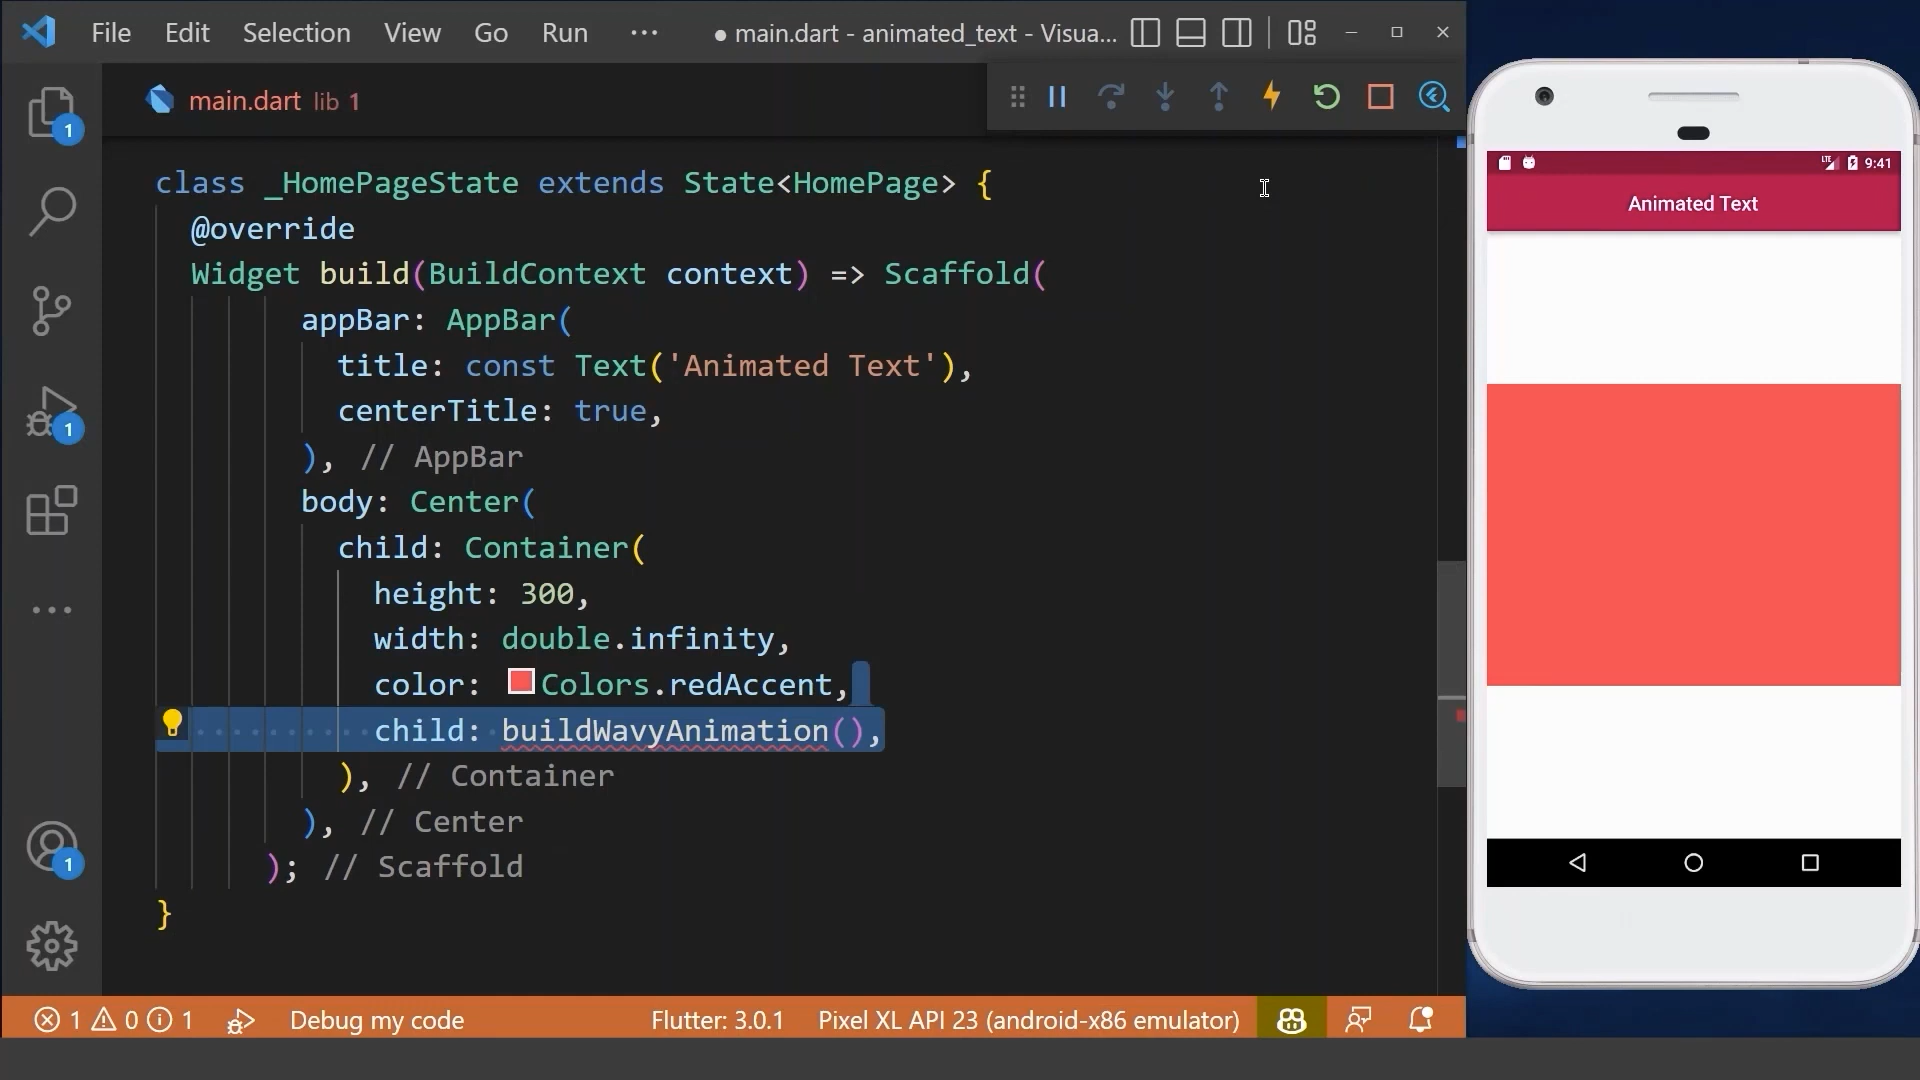 File Edit Selection View Go Run ··· ● main.dart - animated_text - Visua...
main.dart lib 1
1
class _HomePageState extends State<HomePage> {
@override
Widget build(BuildContext context) => Scaffold(
appBar: AppBar(
title: const Text('Animated Text'),
centerTitle: true,
), // AppBar
body: Center(
child: Container(
height: 300,
width: double.infinity,
color: Colors.redAccent,
child: buildWavyAnimation(),
), // Container
), // Center
); // Scaffold
}
1
1
1 0 1 Debug my code Flutter: 3.0.1 Pixel XL API 23 (android-x86 emulator)
LTE 9:41
Animated Text